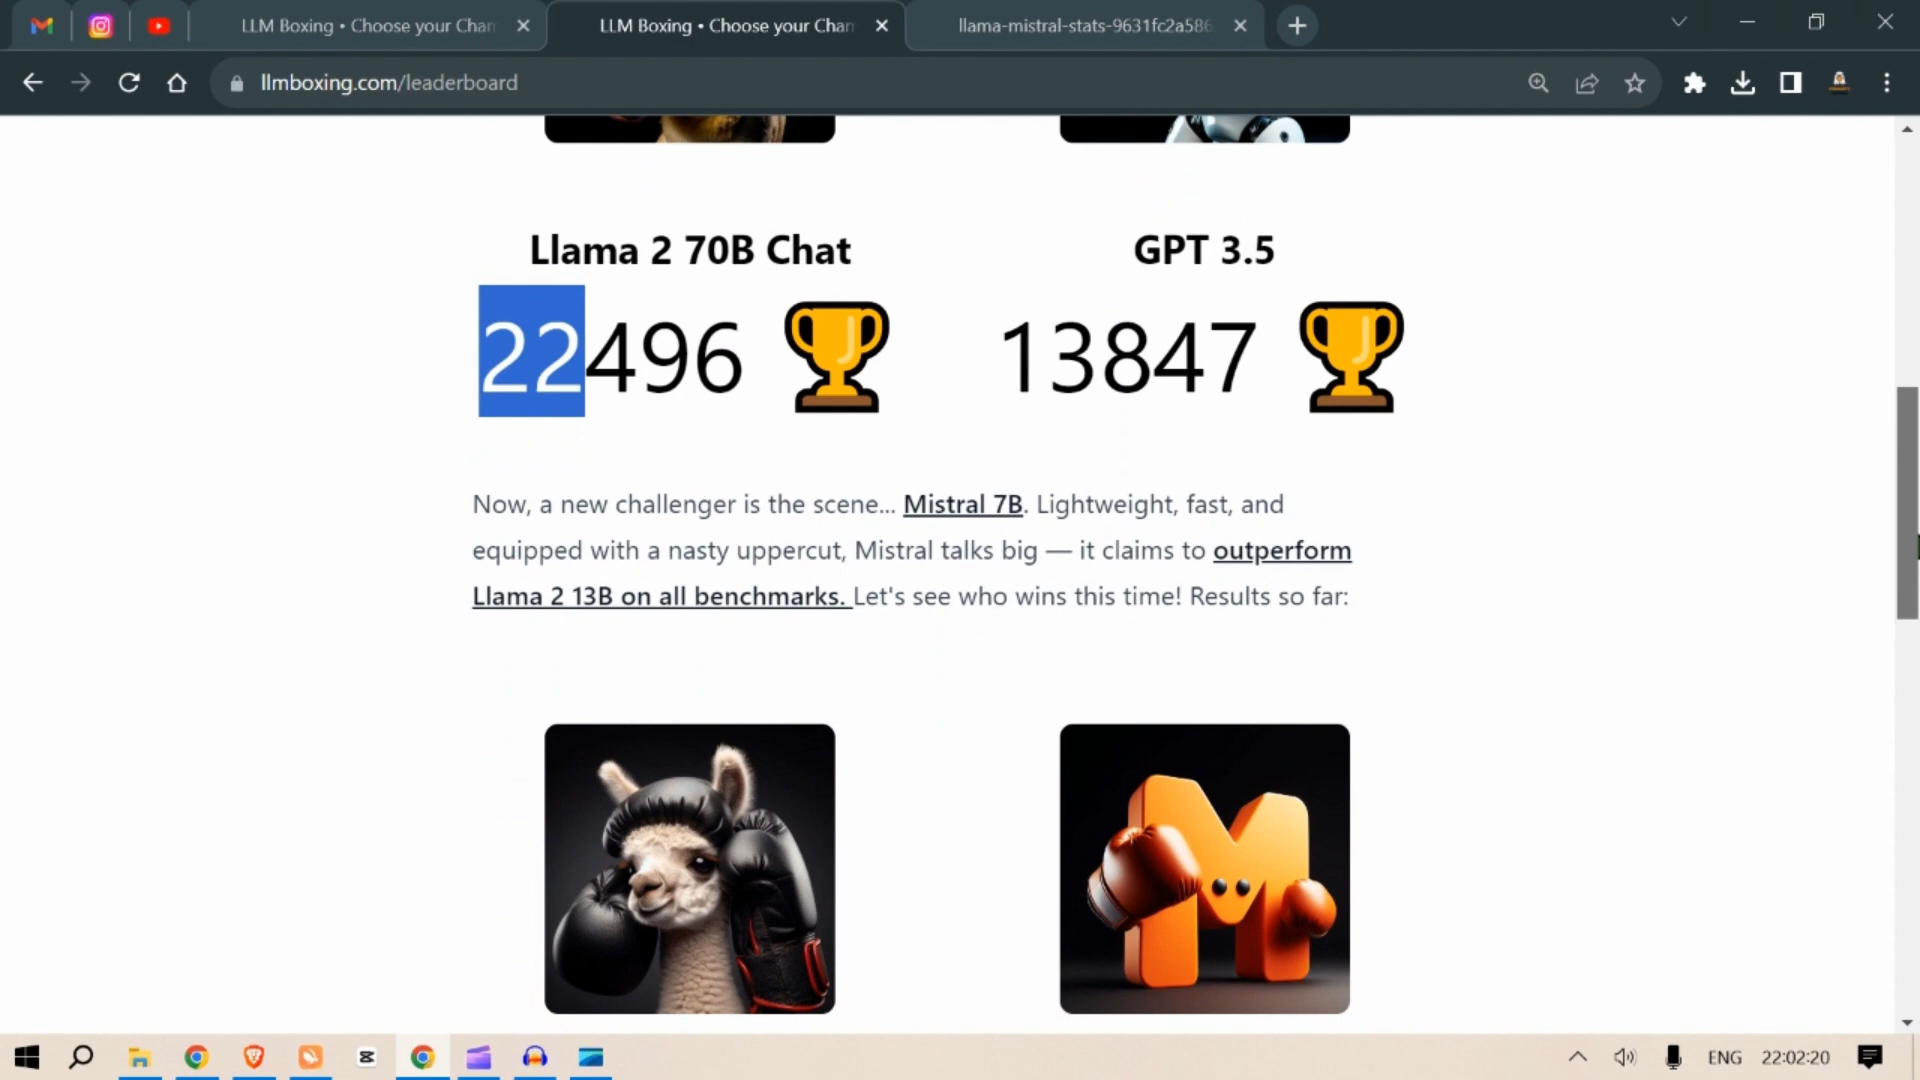 LLM Boxing • Choose your Chan
LLM Boxing • Choose your Chan
llama-mistral-stats-9631fc2a586
llmboxing.com/leaderboard
Llama 2 70B Chat
GPT 3.5
22496
13847
Now, a new challenger is the scene... Mistral 7B. Lightweight, fast, and
equipped with a nasty uppercut, Mistral talks big — it claims to outperform
Llama 2 13B on all benchmarks. Let's see who wins this time! Results so far:
ENG
22:02:20